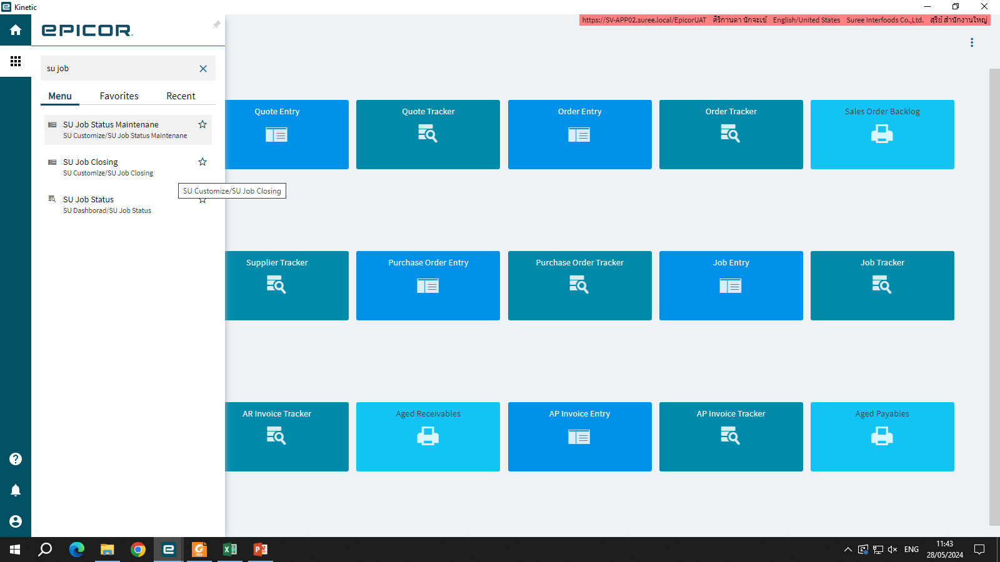 Kinetic
https://SV-APP02.suree.local/EpicorUAT ศิริกานดา นักจะเข้ English/United States Suree Interfoods Co.,Ltd. สุรีย์ สำนักงานใหญ่
EPICOR
su job
Menu Favorites Recent
SU Job Status Maintenane
SU Customize/SU Job Status Maintenane
SU Job Closing
SU Customize/SU Job Closing
SU Customize/SU Job Closing
SU Job Status
SU Dashborad/SU Job Status
Quote Entry Quote Tracker Order Entry Order Tracker Sales Order Backlog
Supplier Tracker Purchase Order Entry Purchase Order Tracker Job Entry Job Tracker
AR Invoice Tracker Aged Receivables AP Invoice Entry AP Invoice Tracker Aged Payables
ENG
11:43
28/05/2024